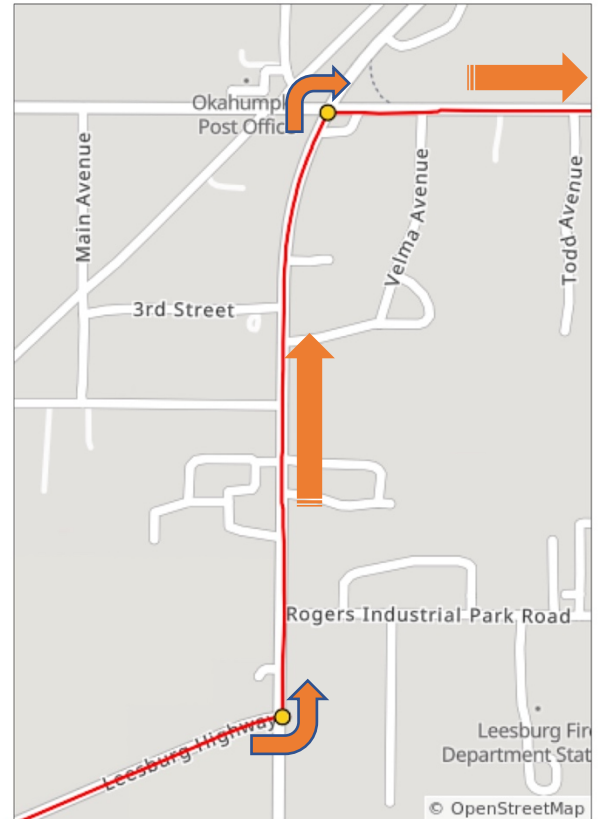 Okahump
Post Offic
Main Avenue
Velma Avenue
Todd Avenue
3rd Street
Rogers Industrial Park Road
Leesburg Highway
Leesburg Fir
Department Stat
© OpenStreetMap